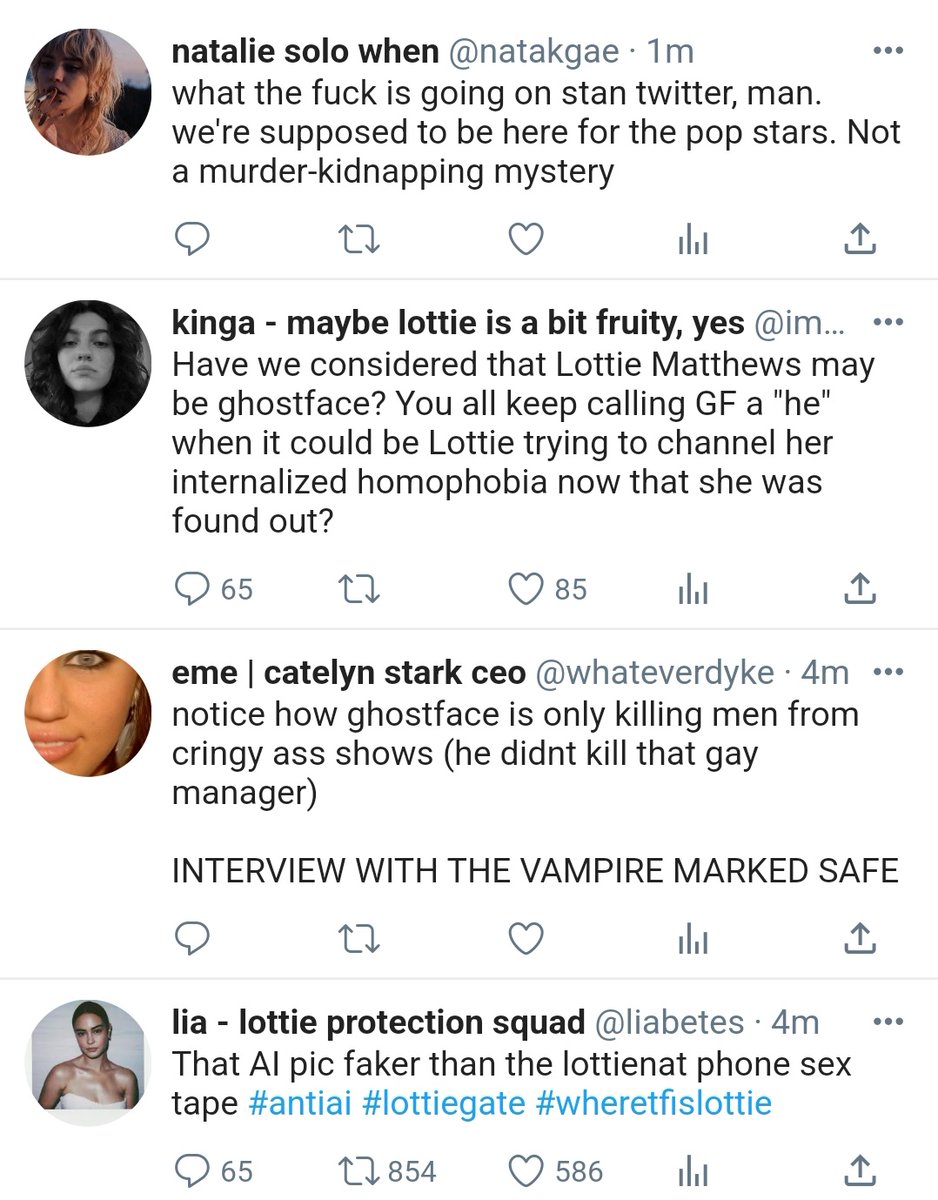 natalie solo when @natakgae · 1m
what the fuck is going on stan twitter, man.
we're supposed to be here for the pop stars. Not
a murder-kidnapping mystery
kinga - maybe lottie is a bit fruity, yes @im...
Have we considered that Lottie Matthews may
be ghostface? You all keep calling GF a "he"
when it could be Lottie trying to channel her
internalized homophobia now that she was
found out?
65 85
eme | catelyn stark ceo @whateverdyke · 4m
notice how ghostface is only killing men from
cringy ass shows (he didnt kill that gay
manager)
INTERVIEW WITH THE VAMPIRE MARKED SAFE
lia - lottie protection squad @liabetes · 4m
That AI pic faker than the lottienat phone sex
tape #antiai #lottiegate #wheretfislottie
65 854 586